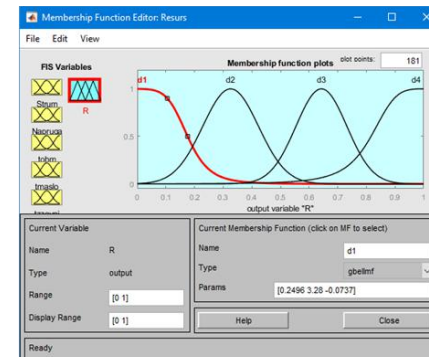 Membership Function Editor: Resurs
File Edit View
FIS Variables
Membership function plots
plot points:
181
Strum
R
Napruga
tobm
tmaslo
d1
d2
d3
d4
1
0.5
0
0 0.1 0.2 0.3 0.4 0.5 0.6 0.7 0.8 0.9 1
output variable "R"
Current Variable
Name R
Type output
Range [0 1]
Display Range [0 1]
Current Membership Function (click on MF to select)
Name d1
Type gbellmf
Params [0.2496 3.28 -0.0737]
Help Close
Ready